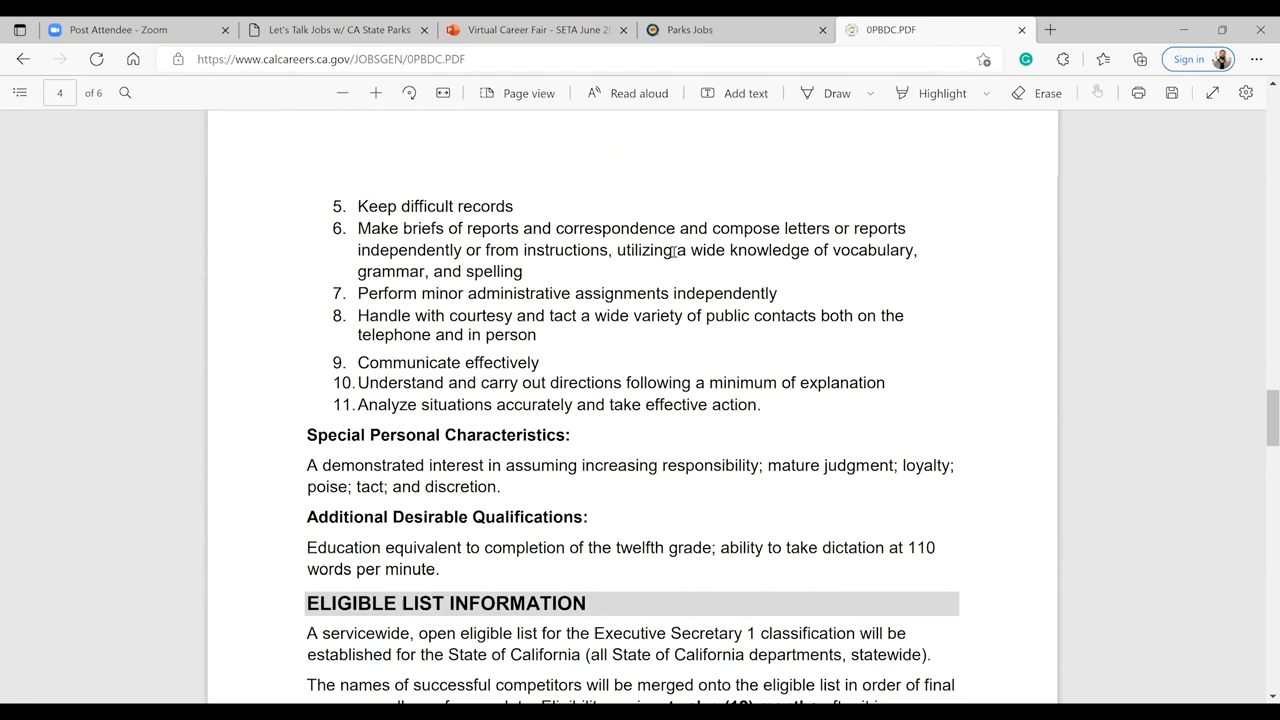 Post Attendee - Zoom
Let's Talk Jobs w/ CA State Parks
Virtual Career Fair - SETA June 2
Parks Jobs
0PBDC.PDF
https://www.calcareers.ca.gov/JOBSGEN/0PBDC.PDF
Sign in
4 of 6
Page view
Read aloud
Add text
Draw
Highlight
Erase
5. Keep difficult records
6. Make briefs of reports and correspondence and compose letters or reports
independently or from instructions, utilizing a wide knowledge of vocabulary,
grammar, and spelling
7. Perform minor administrative assignments independently
8. Handle with courtesy and tact a wide variety of public contacts both on the
telephone and in person
9. Communicate effectively
10. Understand and carry out directions following a minimum of explanation
11. Analyze situations accurately and take effective action.
Special Personal Characteristics:
A demonstrated interest in assuming increasing responsibility; mature judgment; loyalty;
poise; tact; and discretion.
Additional Desirable Qualifications:
Education equivalent to completion of the twelfth grade; ability to take dictation at 110
words per minute.
ELIGIBLE LIST INFORMATION
A servicewide, open eligible list for the Executive Secretary 1 classification will be
established for the State of California (all State of California departments, statewide).
The names of successful competitors will be merged onto the eligible list in order of final